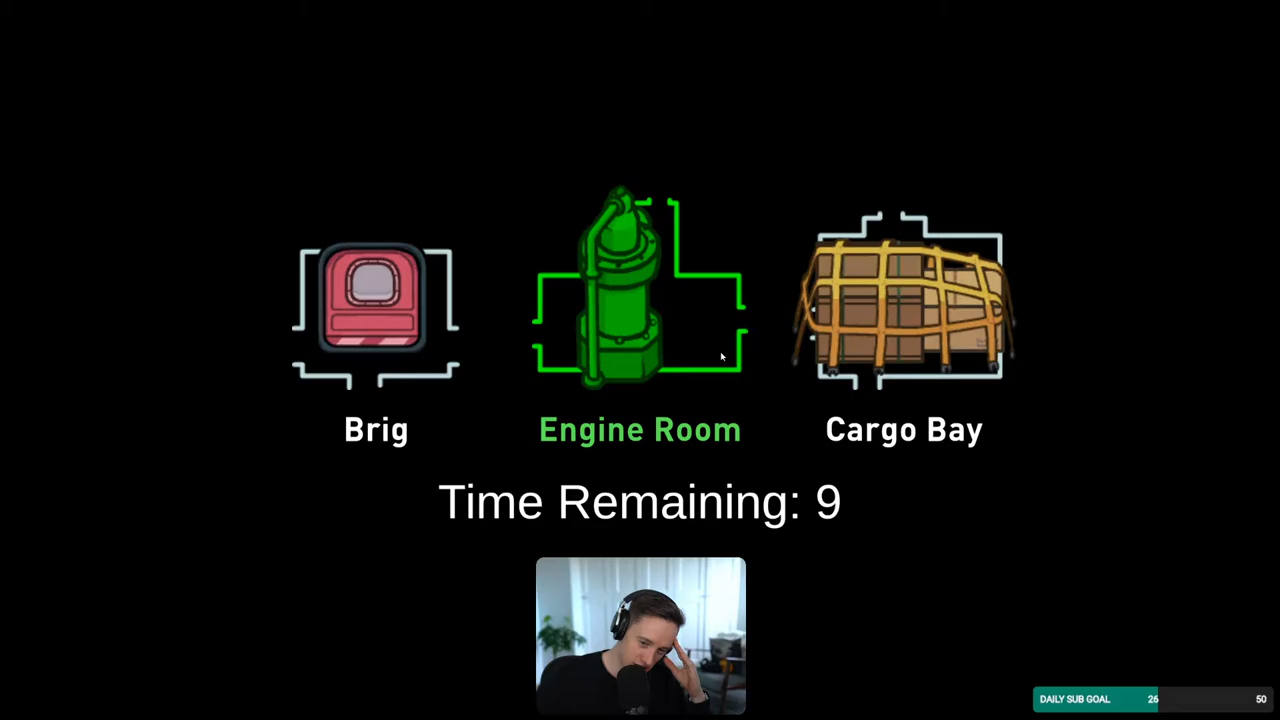 Brig
Engine Room
Cargo Bay
Time Remaining: 9
DAILY SUB GOAL 26 50